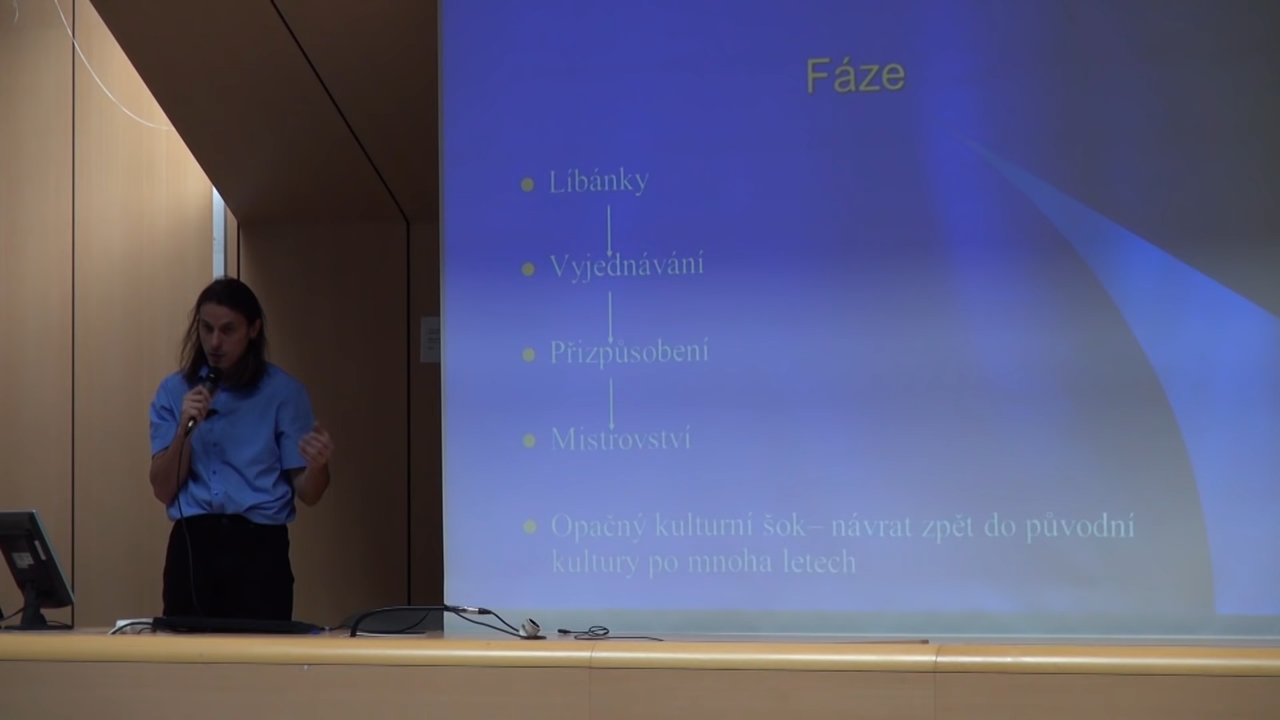 Fáze
Líbánky
Vyjednávání
Přizpůsobení
Mistrovství
Opačný kulturní šok– návrat zpět do původní
kultury po mnoha letech